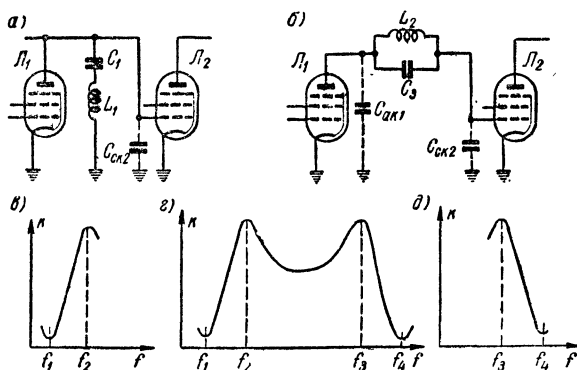 а)
Л₁
C₁
L₁
Cск2
Л₂
б)
L₂
C₃
Л₁
Cак1
Cск2
Л₂
в)
к
f₁
f₂
f
г)
к
f₁
f₂
f₃
f₄
f
д)
к
f₃
f₄
f